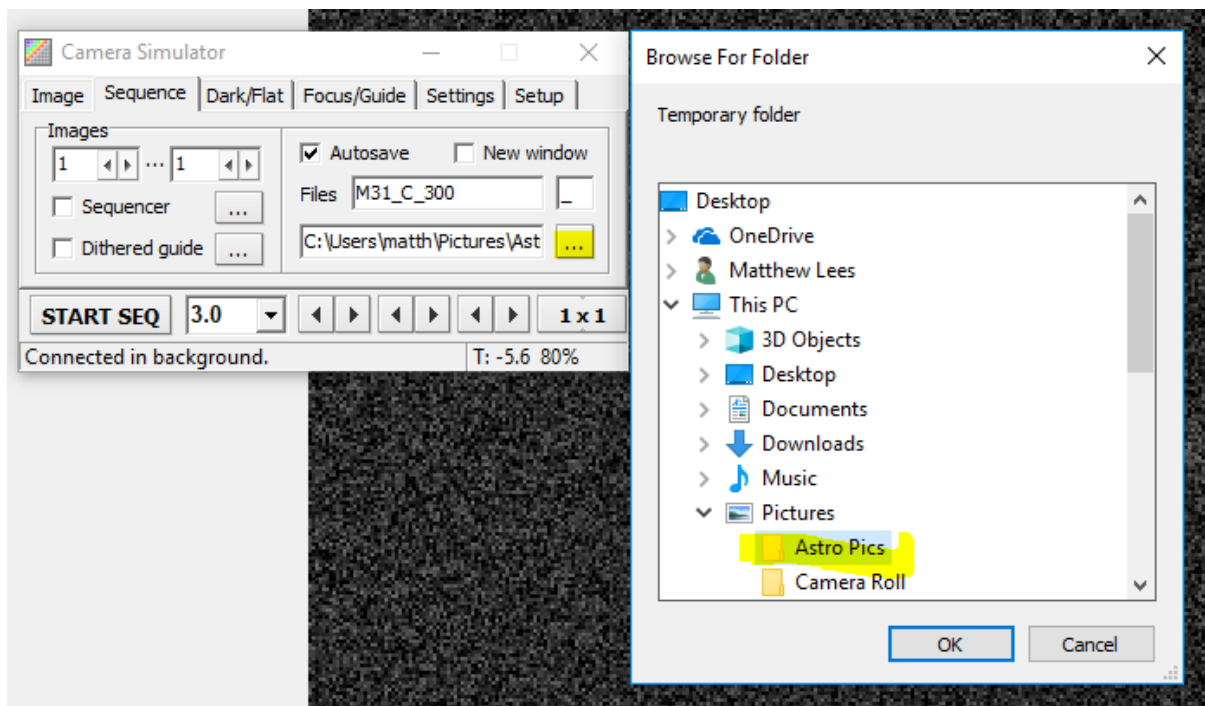 Camera Simulator
Image Sequence Dark/Flat Focus/Guide Settings Setup
Images
1 ... 1
Sequencer ...
Dithered guide ...
Autosave New window
Files M31_C_300 _
C:\Users\matth\Pictures\Ast ...
START SEQ 3.0 1 x 1
Connected in background. T: -5.6 80%
Browse For Folder
Temporary folder
Desktop
OneDrive
Matthew Lees
This PC
3D Objects
Desktop
Documents
Downloads
Music
Pictures
Astro Pics
Camera Roll
OK Cancel